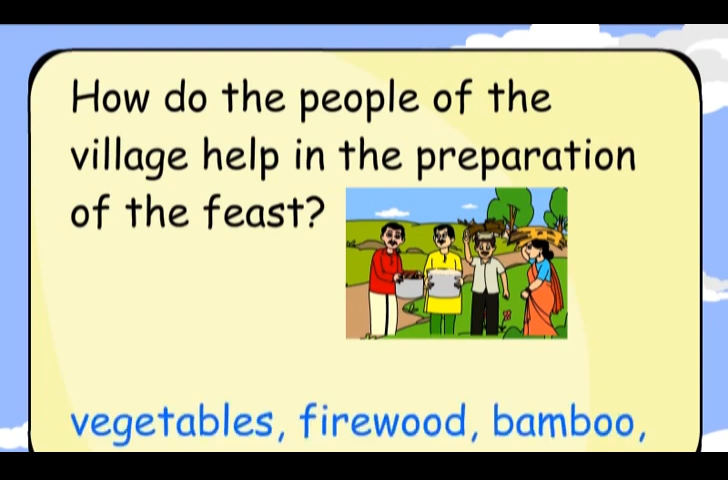 How do the people of the
village help in the preparation
of the feast?
vegetables, firewood, bamboo,